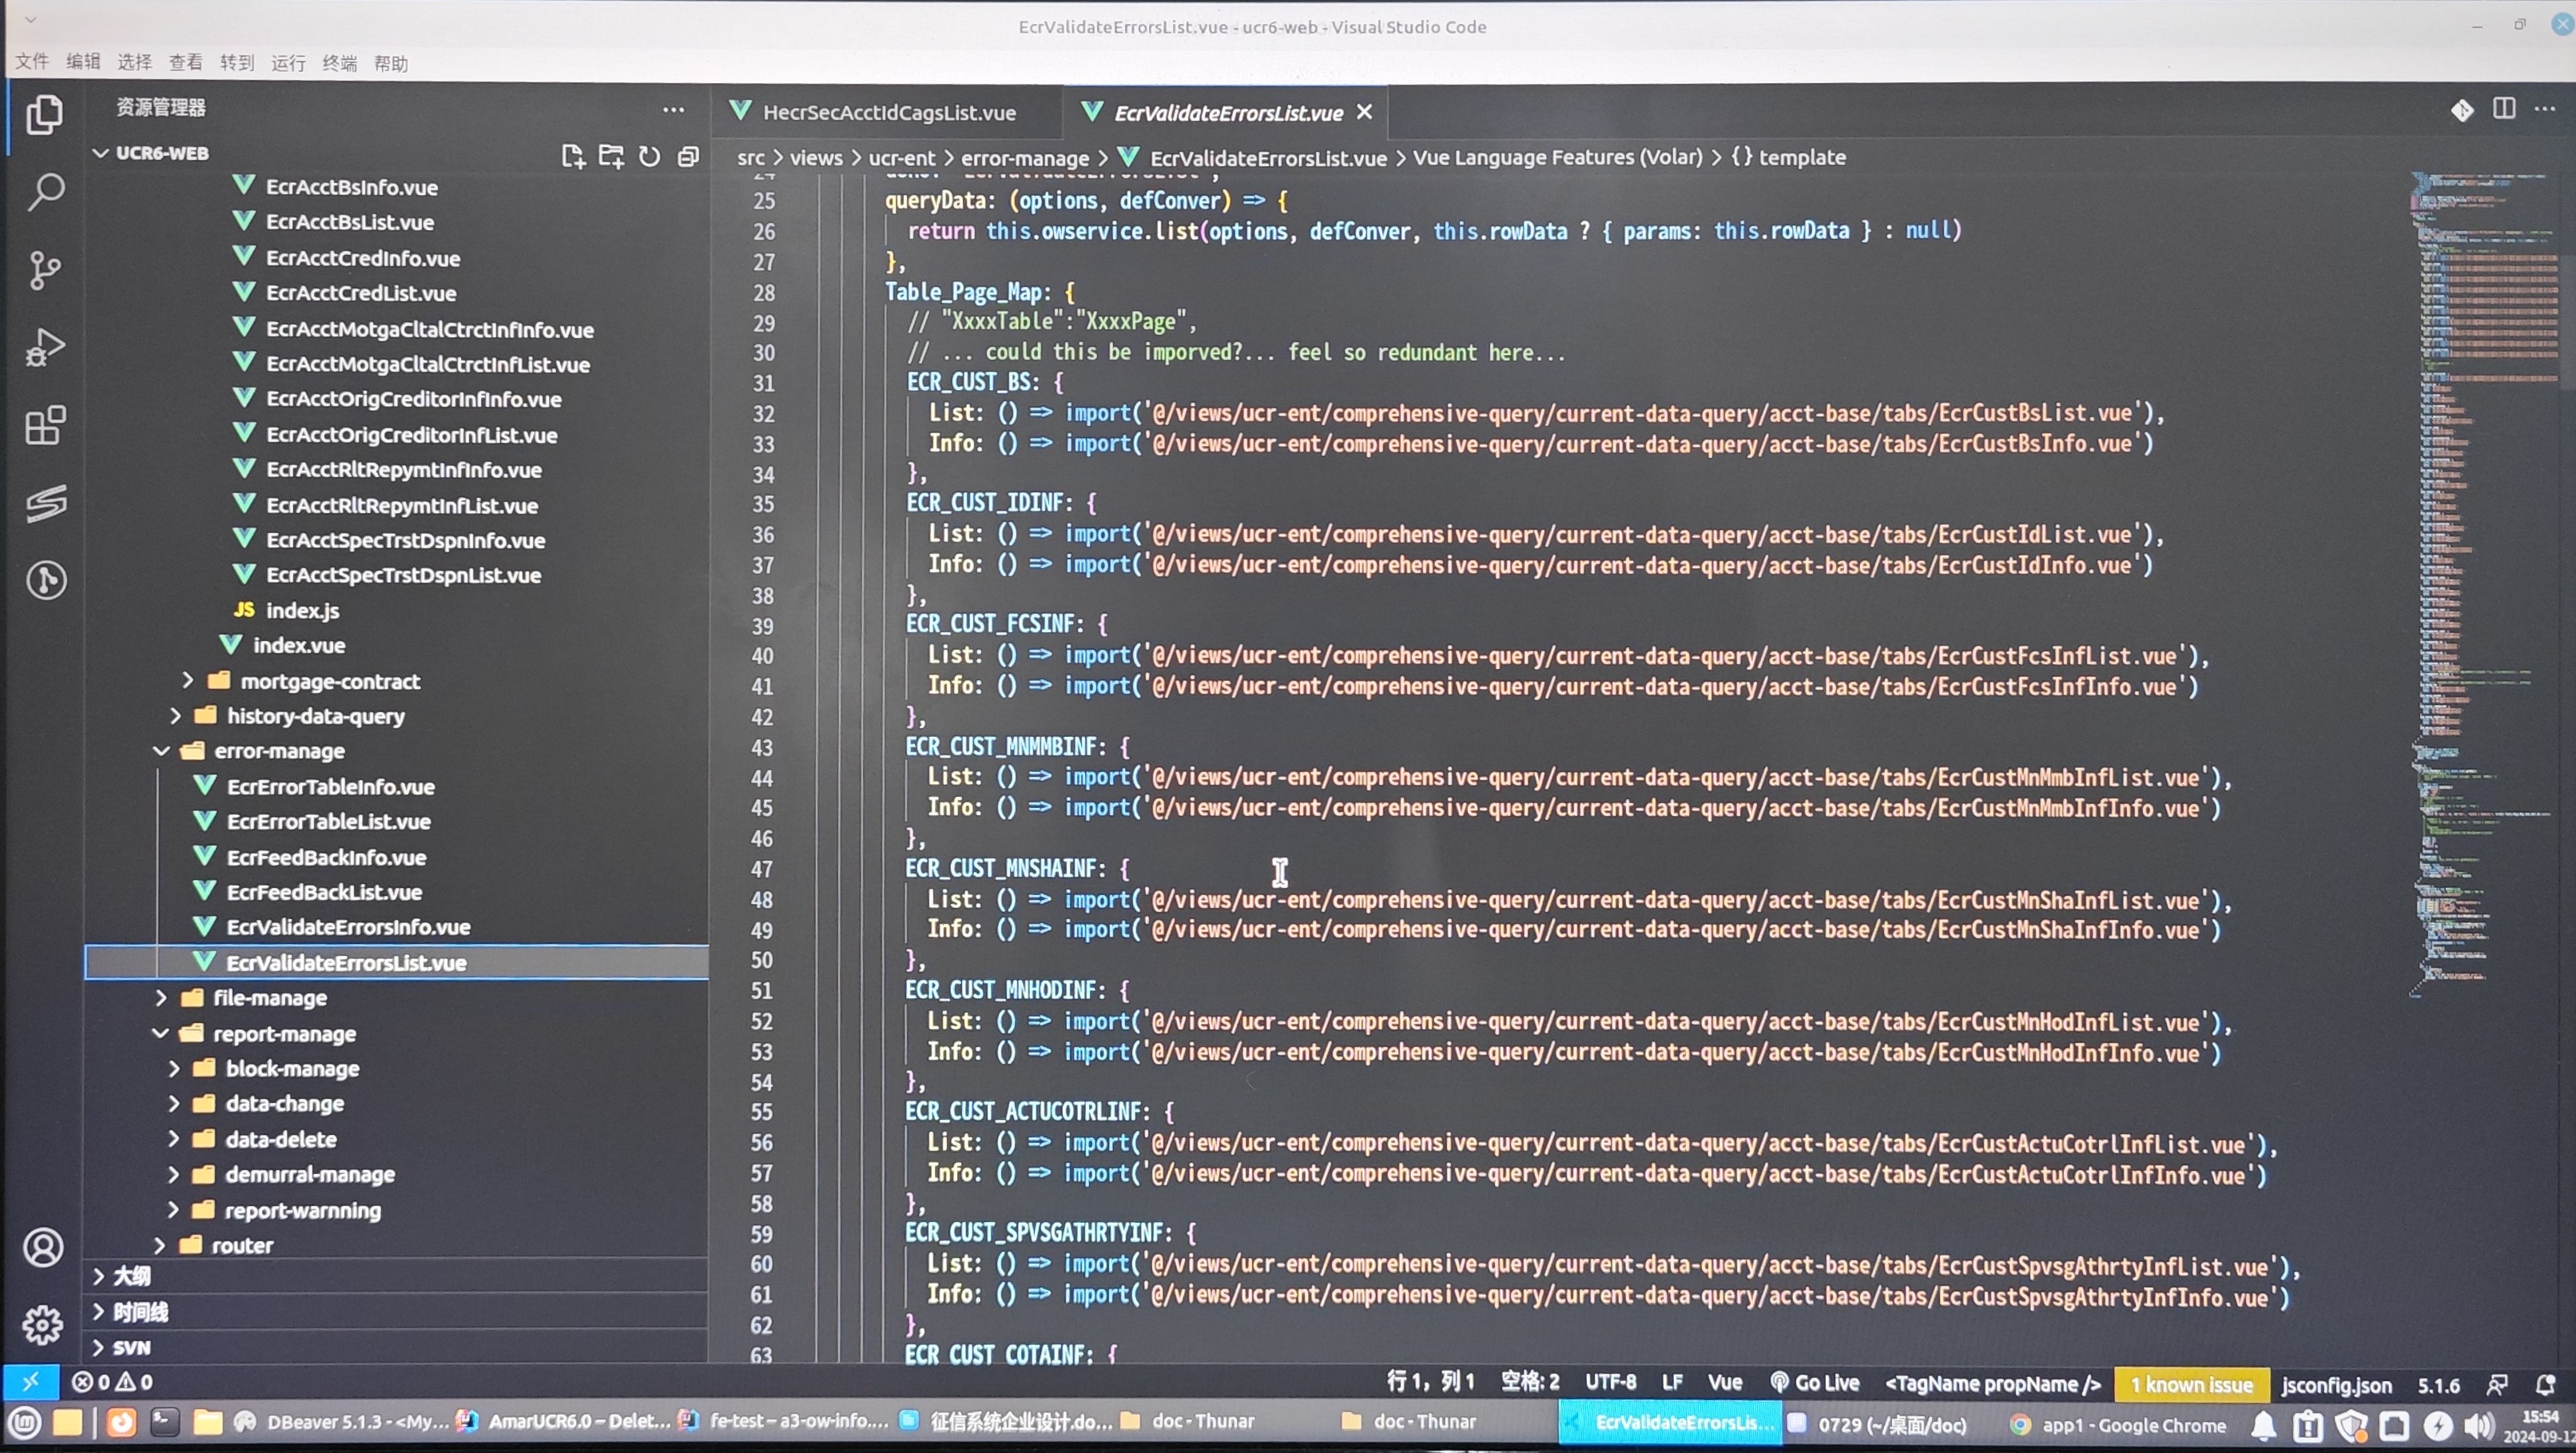 EcrValidateErrorsList.vue - ucr6-web - Visual Studio Code
文件 编辑 选择 查看 转到 运行 终端 帮助
资源管理器
UCR6-WEB
EcrAcctBsInfo.vue
EcrAcctBsList.vue
EcrAcctCredInfo.vue
EcrAcctCredList.vue
EcrAcctMotgaCltalCtrctInfInfo.vue
EcrAcctMotgaCltalCtrctInfList.vue
EcrAcctOrigCreditorInfInfo.vue
EcrAcctOrigCreditorInfList.vue
EcrAcctRltRepymtInfInfo.vue
EcrAcctRltRepymtInfList.vue
EcrAcctSpecTrstDspnInfo.vue
EcrAcctSpecTrstDspnList.vue
JS index.js
index.vue
mortgage-contract
history-data-query
error-manage
EcrErrorTableInfo.vue
EcrErrorTableList.vue
EcrFeedBackInfo.vue
EcrFeedBackList.vue
EcrValidateErrorsInfo.vue
EcrValidateErrorsList.vue
file-manage
report-manage
block-manage
data-change
data-delete
demurral-manage
report-warnning
router
大纲
时间线
SVN
HecrSecAcctIdCagsList.vue EcrValidateErrorsList.vue
src > views > ucr-ent > error-manage > EcrValidateErrorsList.vue > Vue Language Features (Volar) > {} template
25 queryData: (options, defConver) => {
26 return this.owservice.list(options, defConver, this.rowData ? { params: this.rowData } : null)
27 },
28 Table_Page_Map: {
29 // "XxxxTable":"XxxxPage",
30 // ... could this be imporved?... feel so redundant here...
31 ECR_CUST_BS: {
32 List: () => import('@/views/ucr-ent/comprehensive-query/current-data-query/acct-base/tabs/EcrCustBsList.vue'),
33 Info: () => import('@/views/ucr-ent/comprehensive-query/current-data-query/acct-base/tabs/EcrCustBsInfo.vue')
34 },
35 ECR_CUST_IDINF: {
36 List: () => import('@/views/ucr-ent/comprehensive-query/current-data-query/acct-base/tabs/EcrCustIdList.vue'),
37 Info: () => import('@/views/ucr-ent/comprehensive-query/current-data-query/acct-base/tabs/EcrCustIdInfo.vue')
38 },
39 ECR_CUST_FCSINF: {
40 List: () => import('@/views/ucr-ent/comprehensive-query/current-data-query/acct-base/tabs/EcrCustFcsInfList.vue'),
41 Info: () => import('@/views/ucr-ent/comprehensive-query/current-data-query/acct-base/tabs/EcrCustFcsInfInfo.vue')
42 },
43 ECR_CUST_MNMMBINF: {
44 List: () => import('@/views/ucr-ent/comprehensive-query/current-data-query/acct-base/tabs/EcrCustMnMmbInfList.vue'),
45 Info: () => import('@/views/ucr-ent/comprehensive-query/current-data-query/acct-base/tabs/EcrCustMnMmbInfInfo.vue')
46 },
47 ECR_CUST_MNSHAINF: {
48 List: () => import('@/views/ucr-ent/comprehensive-query/current-data-query/acct-base/tabs/EcrCustMnShaInfList.vue'),
49 Info: () => import('@/views/ucr-ent/comprehensive-query/current-data-query/acct-base/tabs/EcrCustMnShaInfInfo.vue')
50 },
51 ECR_CUST_MNHODINF: {
52 List: () => import('@/views/ucr-ent/comprehensive-query/current-data-query/acct-base/tabs/EcrCustMnHodInfList.vue'),
53 Info: () => import('@/views/ucr-ent/comprehensive-query/current-data-query/acct-base/tabs/EcrCustMnHodInfInfo.vue')
54 },
55 ECR_CUST_ACTUCOTRLINF: {
56 List: () => import('@/views/ucr-ent/comprehensive-query/current-data-query/acct-base/tabs/EcrCustActuCotrlInfList.vue'),
57 Info: () => import('@/views/ucr-ent/comprehensive-query/current-data-query/acct-base/tabs/EcrCustActuCotrlInfInfo.vue')
58 },
59 ECR_CUST_SPVSGATHRTYINF: {
60 List: () => import('@/views/ucr-ent/comprehensive-query/current-data-query/acct-base/tabs/EcrCustSpvsgAthrtyInfList.vue'),
61 Info: () => import('@/views/ucr-ent/comprehensive-query/current-data-query/acct-base/tabs/EcrCustSpvsgAthrtyInfInfo.vue')
62 },
63 ECR_CUST_COTAINF: {
0 0 行 1，列 1 空格: 2 UTF-8 LF Vue Go Live <TagName propName /> 1 known issue jsconfig.json 5.1.6
DBeaver 5.1.3 - <My... AmarUCR6.0 – Delet... fe-test – a3-ow-info.... 征信系统企业设计.do... doc - Thunar doc - Thunar EcrValidateErrorsLis... 0729 (~/桌面/doc) app1 - Google Chrome 15:54